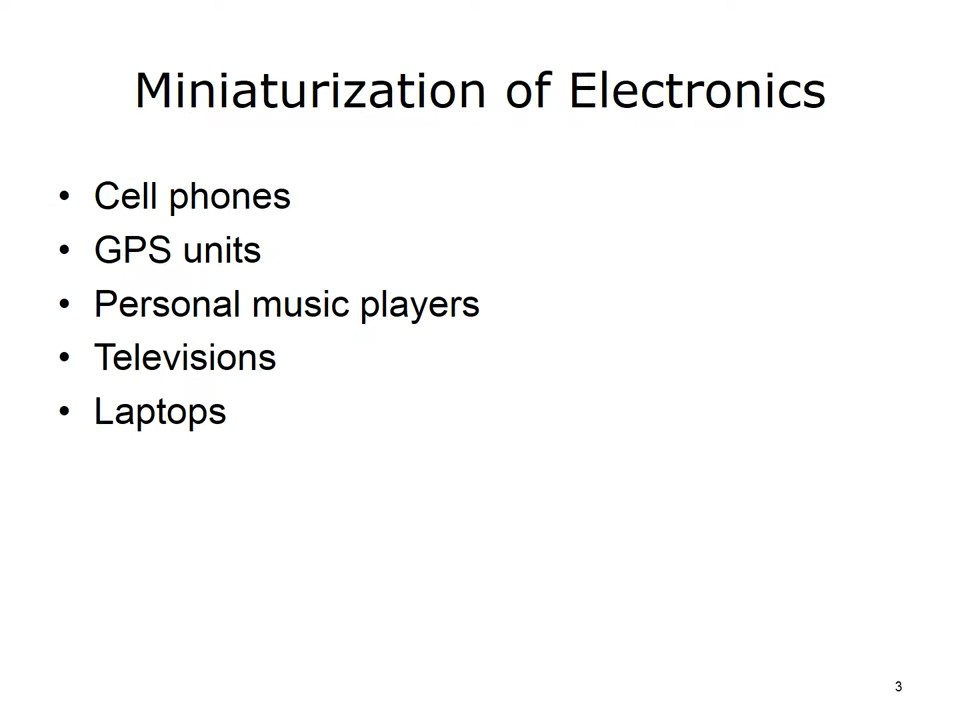 Miniaturization of Electronics
• Cell phones
• GPS units
• Personal music players
• Televisions
• Laptops
3